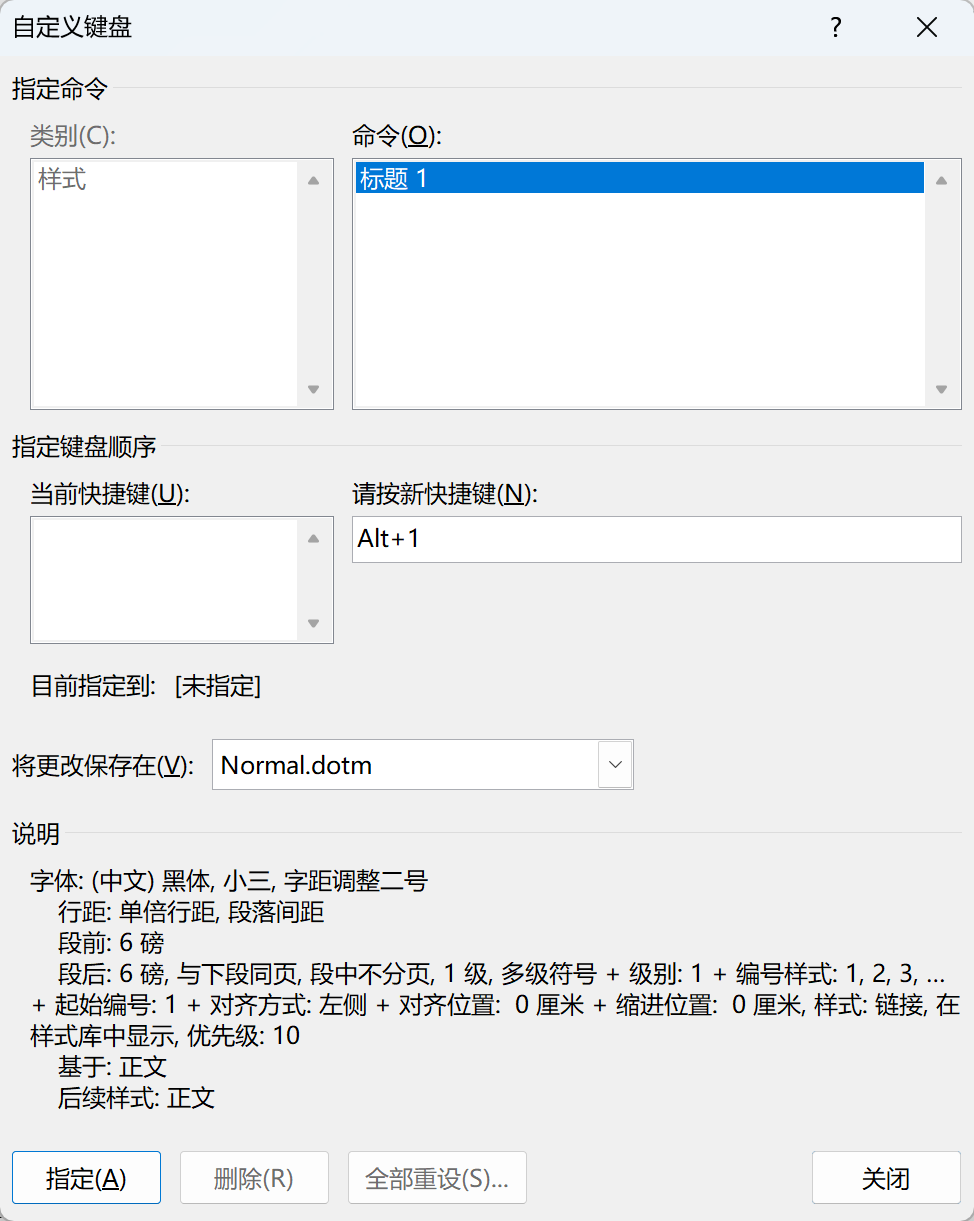 自定义键盘
?
指定命令
类别(C):
命令(O):
样式
标题 1
指定键盘顺序
当前快捷键(U):
请按新快捷键(N):
Alt+1
目前指定到: [未指定]
将更改保存在(V):
Normal.dotm
说明
字体: (中文) 黑体, 小三, 字距调整二号
行距: 单倍行距, 段落间距
段前: 6 磅
段后: 6 磅, 与下段同页, 段中不分页, 1 级, 多级符号 + 级别: 1 + 编号样式: 1, 2, 3, ...
+ 起始编号: 1 + 对齐方式: 左侧 + 对齐位置: 0 厘米 + 缩进位置: 0 厘米, 样式: 链接, 在
样式库中显示, 优先级: 10
基于: 正文
后续样式: 正文
指定(A)
删除(R)
全部重设(S)...
关闭